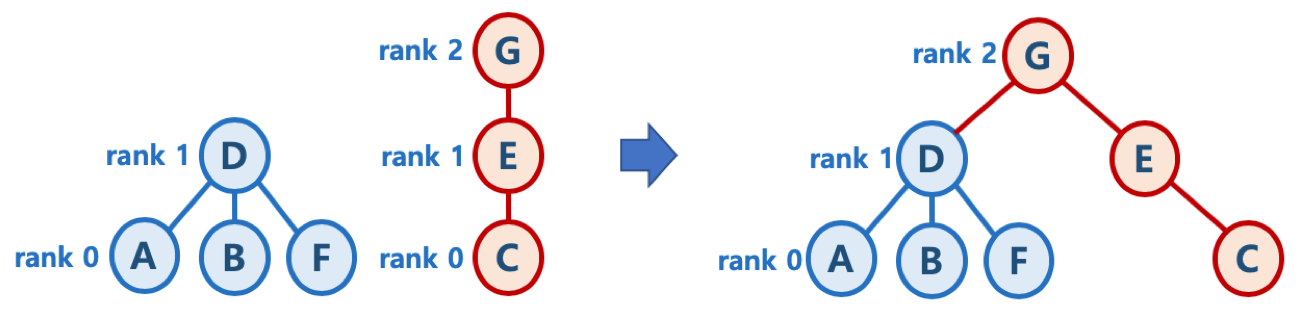 rank 2 G
rank 1 D
rank 1 E
rank 0 A B F
rank 0 C
rank 2 G
rank 1 D E
rank 0 A B F C